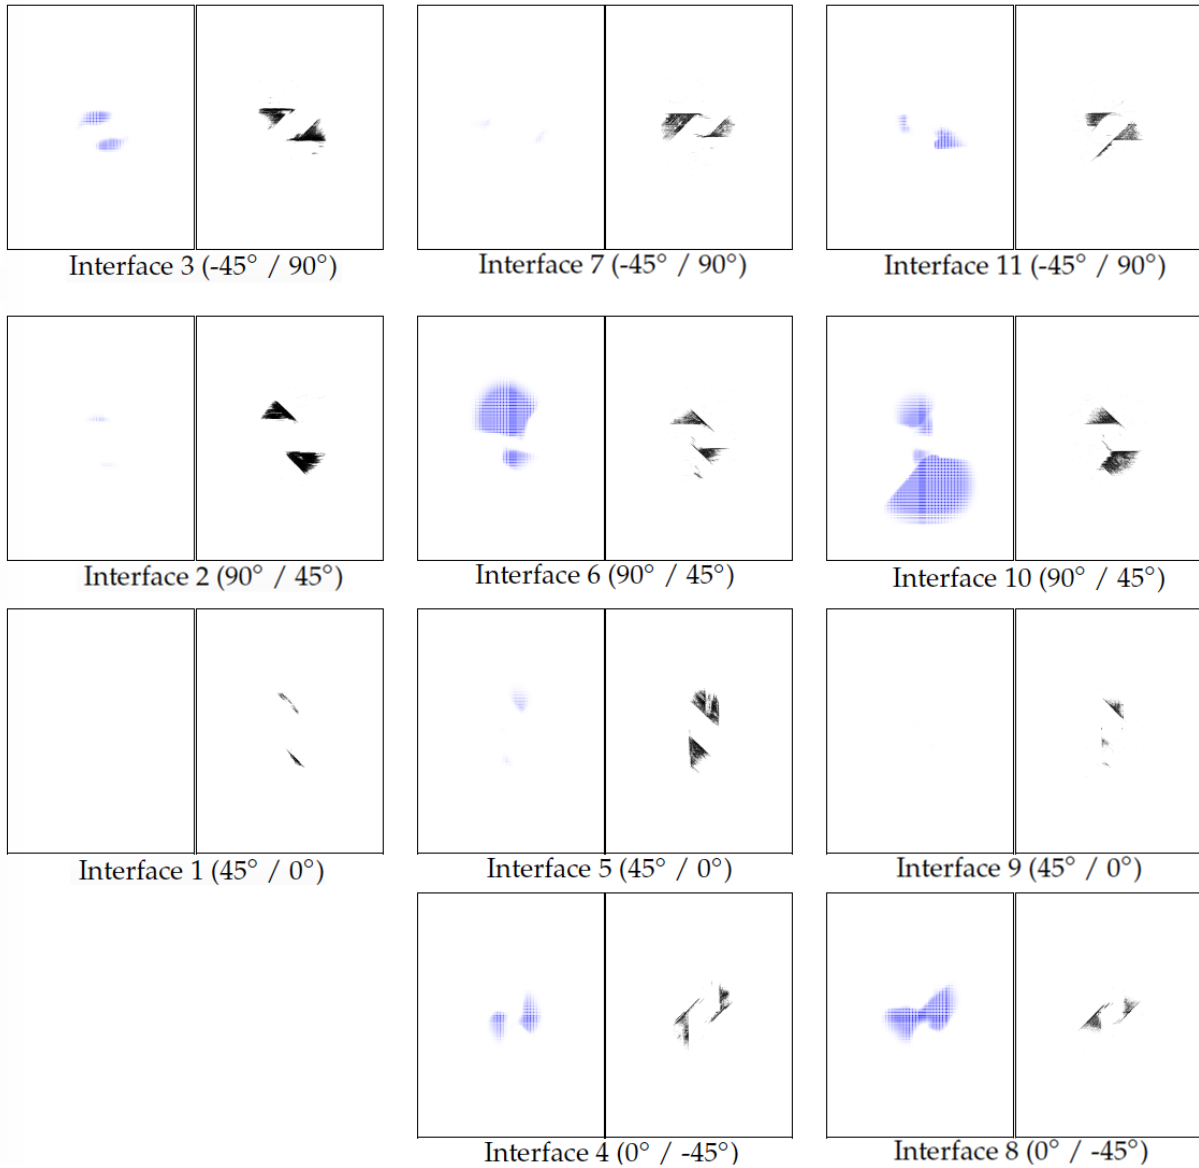 Interface 3 (-45° / 90°)
Interface 7 (-45° / 90°)
Interface 11 (-45° / 90°)
Interface 2 (90° / 45°)
Interface 6 (90° / 45°)
Interface 10 (90° / 45°)
Interface 1 (45° / 0°)
Interface 5 (45° / 0°)
Interface 9 (45° / 0°)
Interface 4 (0° / -45°)
Interface 8 (0° / -45°)